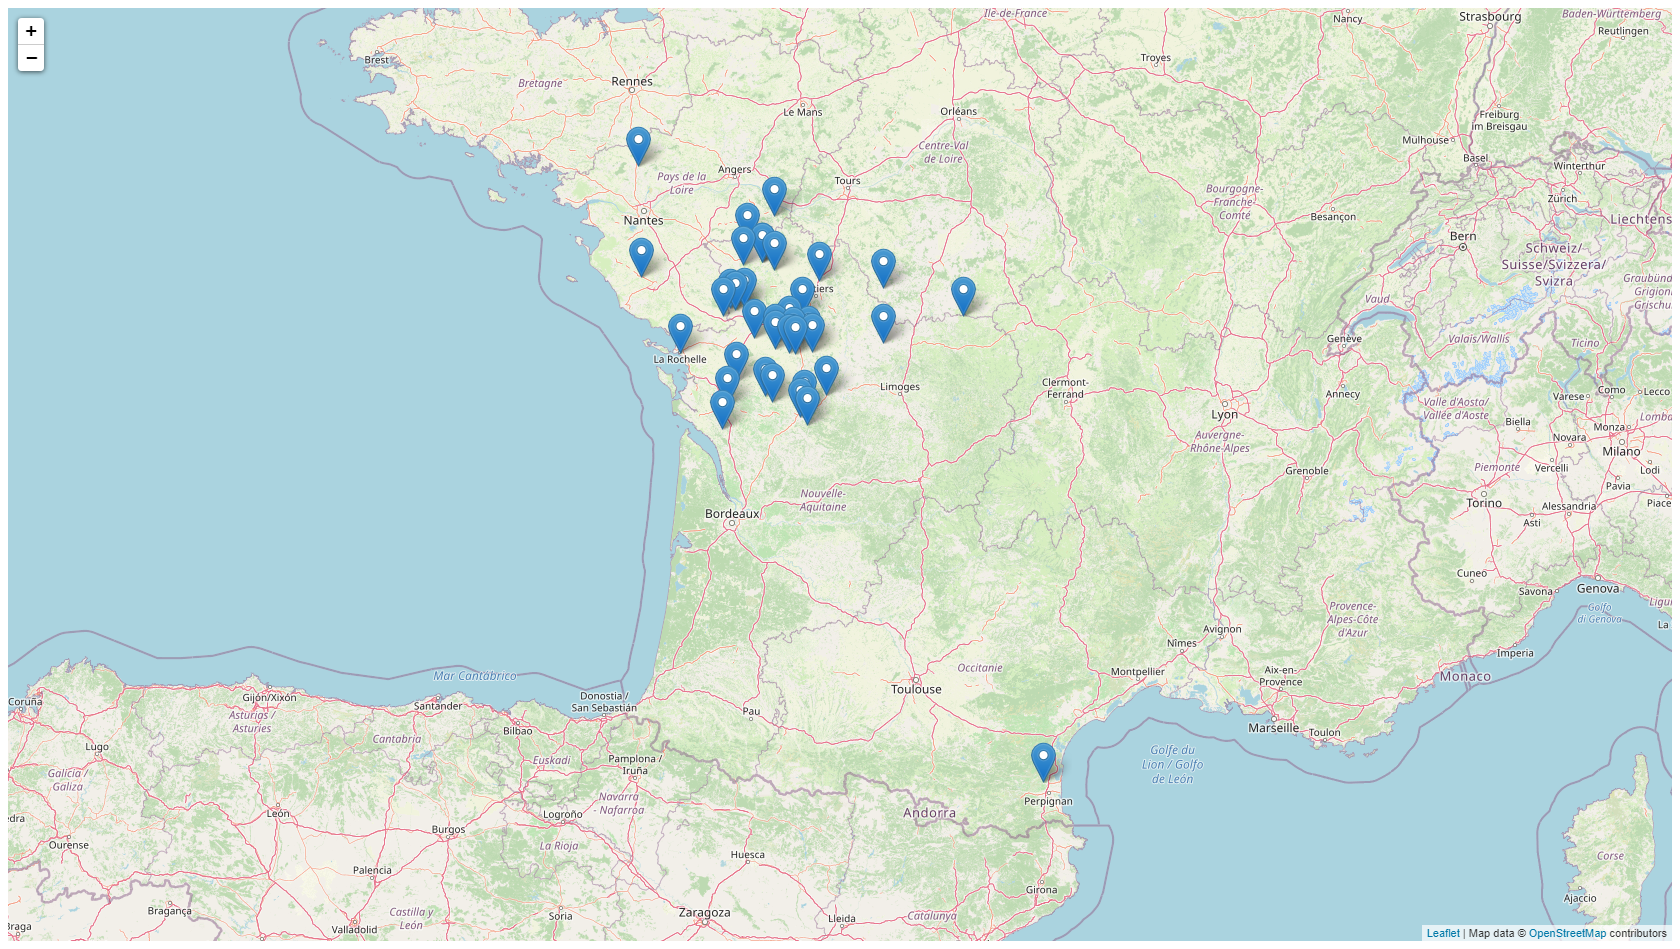 +
−
Île-de-France
Nancy
Strasbourg
Baden-Württemberg
Reutlingen
Brest
Bretagne
Rennes
Le Mans
Orléans
Troyes
Freiburg
im Breisgau
Mulhouse
Basel
Winterthur
Zürich
Liechtens
Centre-Val
de Loire
Angers
Pays de la
Loire
Tours
Bourgogne-
Franche-
Comté
Besançon
Nantes
Bern
Schweiz/
Suisse/Svizzera/
Svizra
Graubünd
Grigion
Grischu
Vaud
tiers
Genève
Valais/Wallis
Ticino
La Rochelle
Limoges
Clermont-
Ferrand
Lyon
Annecy
Como
Lecco
Varese
Valle d'Aosta/
Vallée d'Aoste
Lomba
Biella
Monza
Novara
Milano
Auvergne-
Rhône-Alpes
Grenoble
Piemonte
Vercelli
Lodi
Pavia
Torino
Alessandria
Piace
Asti
Nouvelle-
Aquitaine
Bordeaux
Cuneo
Savona
Genova
Golfo
di Genova
Ligu
La
Provence-
Alpes-Côte
d'Azur
Avignon
Nîmes
Imperia
Monaco
Montpellier
Aix-en-
Provence
Occitanie
Toulouse
Marseille
Toulon
Mar Cantábrico
Coruña
Gijón/Xixón
Santander
Donostia /
San Sebastián
Pau
Asturias /
Asturies
Bilbao
Lugo
Cantabria
Euskadi
Pamplona /
Iruña
Golfe du
Lion / Golfo
de León
Galicia /
Galiza
Navarra
- Nafarroa
Perpignan
Andorra
edra
León
Logroño
Burgos
Ourense
La Rioja
Huesca
Corse
Palencia
Girona
Ajaccio
Bragança
Castilla y
León
Soria
Zaragoza
Lleida
Catalunya
Braga
Valladolid
Leaflet | Map data © OpenStreetMap contributors